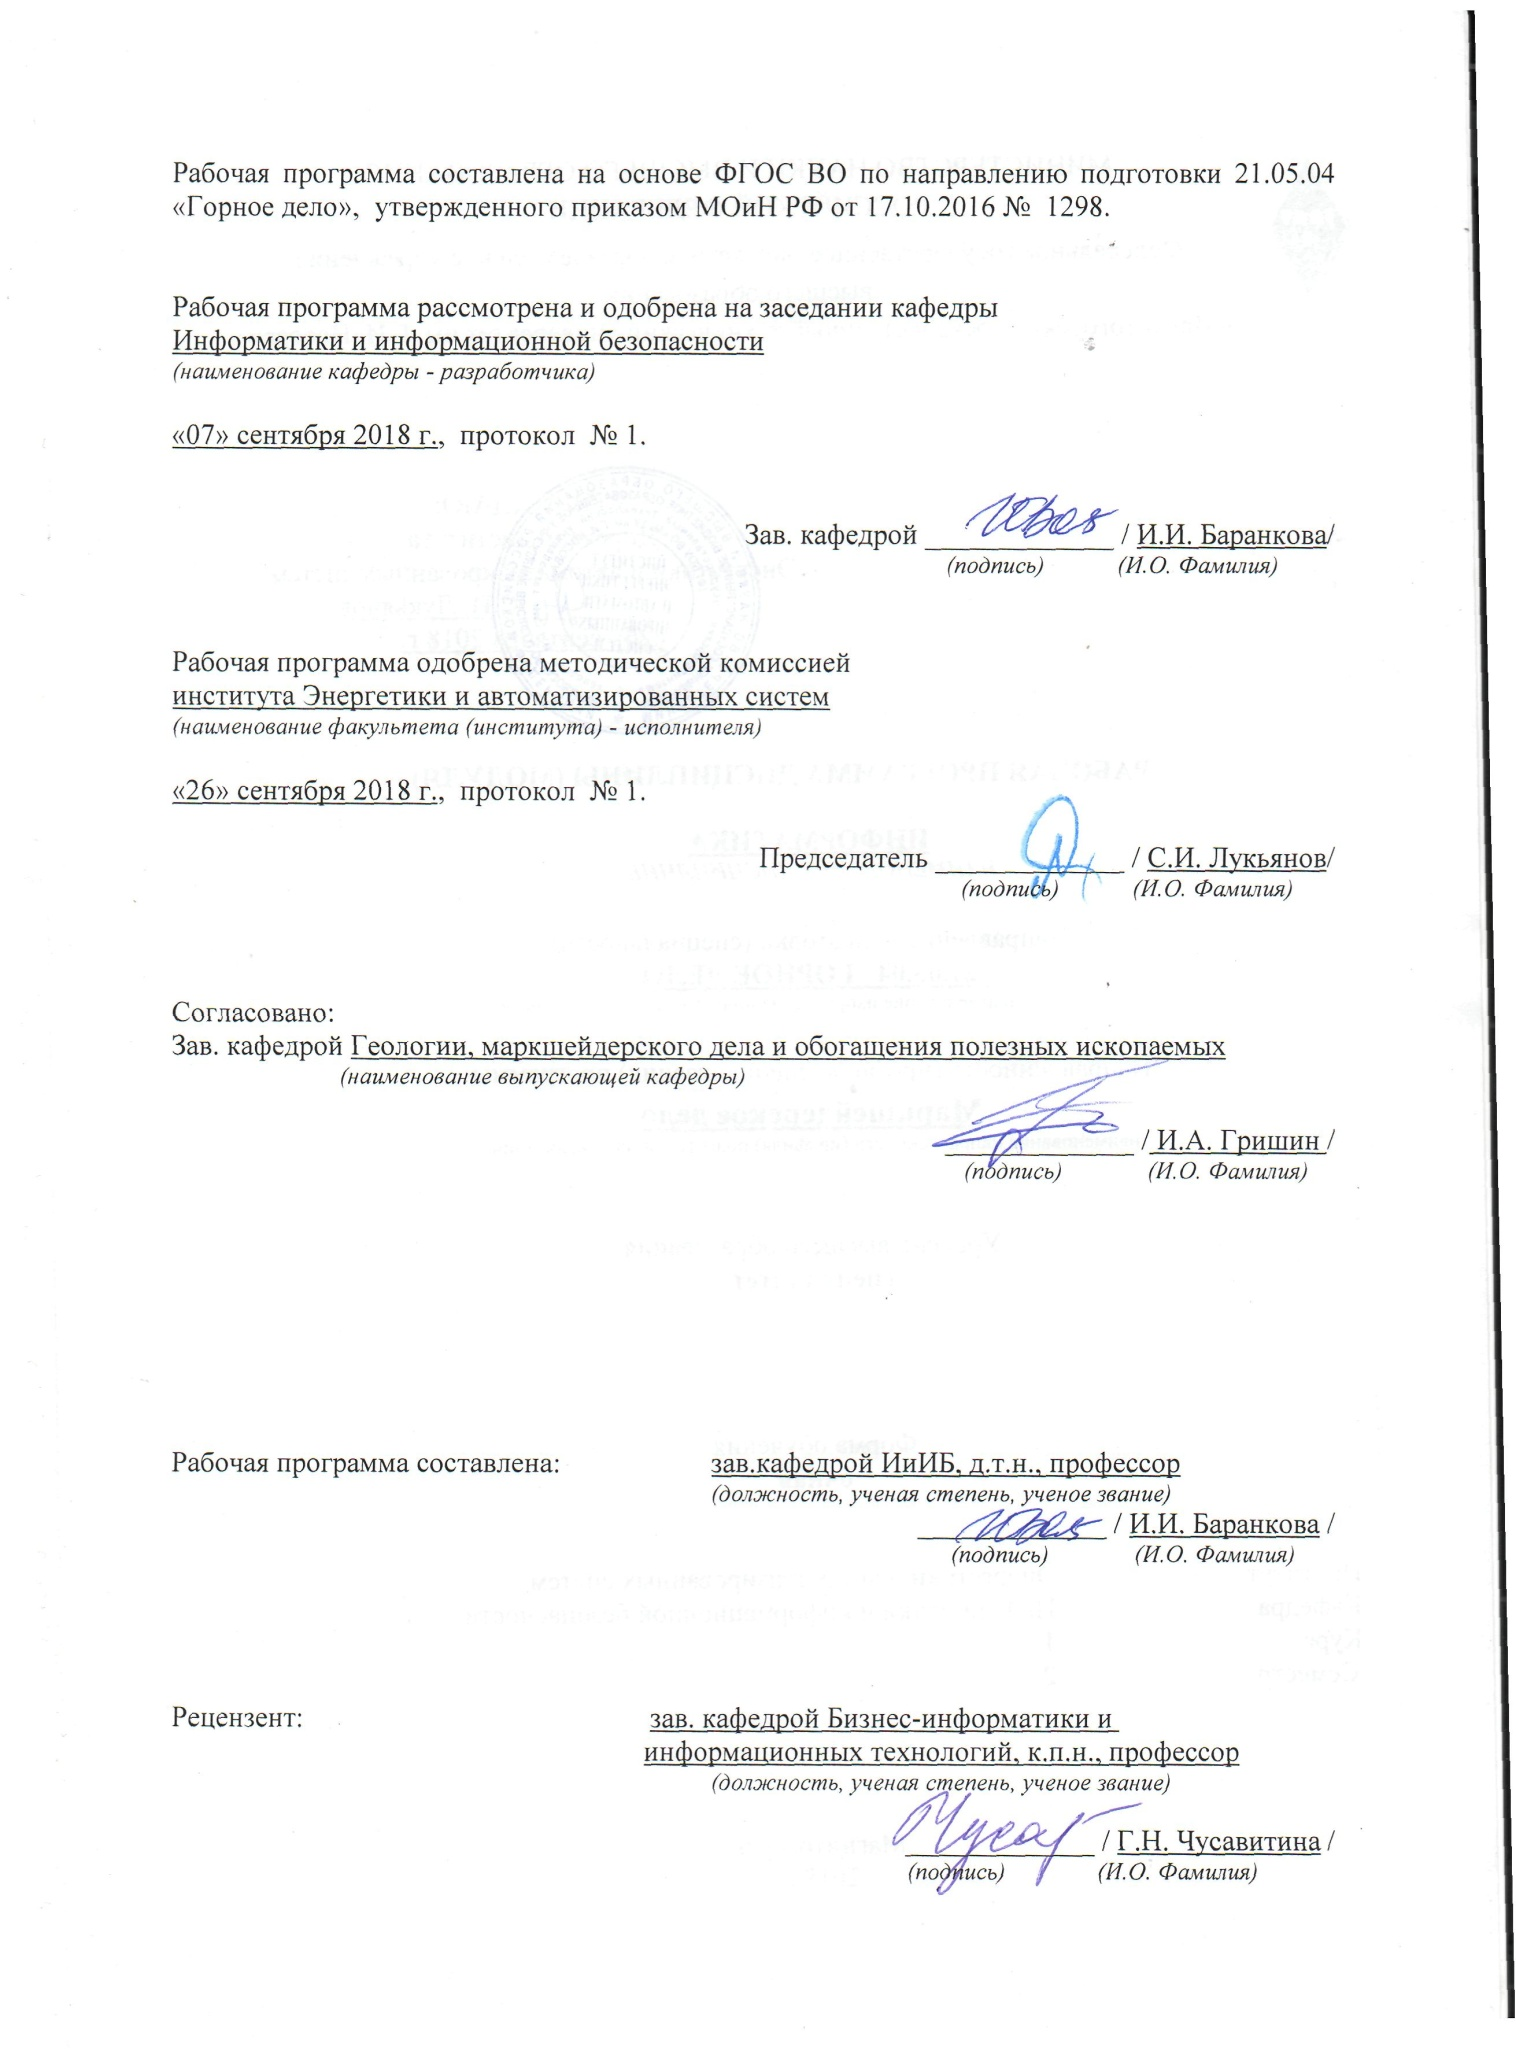 Рабочая программа составлена на основе ФГОС ВО по направлению подготовки 21.05.04
«Горное дело», утвержденного приказом МОиН РФ от 17.10.2016 № 1298.
Рабочая программа рассмотрена и одобрена на заседании кафедры
Информатики и информационной безопасности
(наименование кафедры - разработчика)
«07» сентября 2018 г., протокол № 1.
Зав. кафедрой _____________ / И.И. Баранкова/
(подпись) (И.О. Фамилия)
Рабочая программа одобрена методической комиссией
института Энергетики и автоматизированных систем
(наименование факультета (института) - исполнителя)
«26» сентября 2018 г., протокол № 1.
Председатель _____________ / С.И. Лукьянов/
(подпись) (И.О. Фамилия)
Согласовано:
Зав. кафедрой Геологии, маркшейдерского дела и обогащения полезных ископаемых
(наименование выпускающей кафедры)
_____________ / И.А. Гришин /
(подпись) (И.О. Фамилия)
Рабочая программа составлена: зав.кафедрой ИиИБ, д.т.н., профессор
(должность, ученая степень, ученое звание)
_____________ / И.И. Баранкова /
(подпись) (И.О. Фамилия)
Рецензент: зав. кафедрой Бизнес-информатики и
информационных технологий, к.п.н., профессор
(должность, ученая степень, ученое звание)
_____________ / Г.Н. Чусавитина /
(подпись) (И.О. Фамилия)